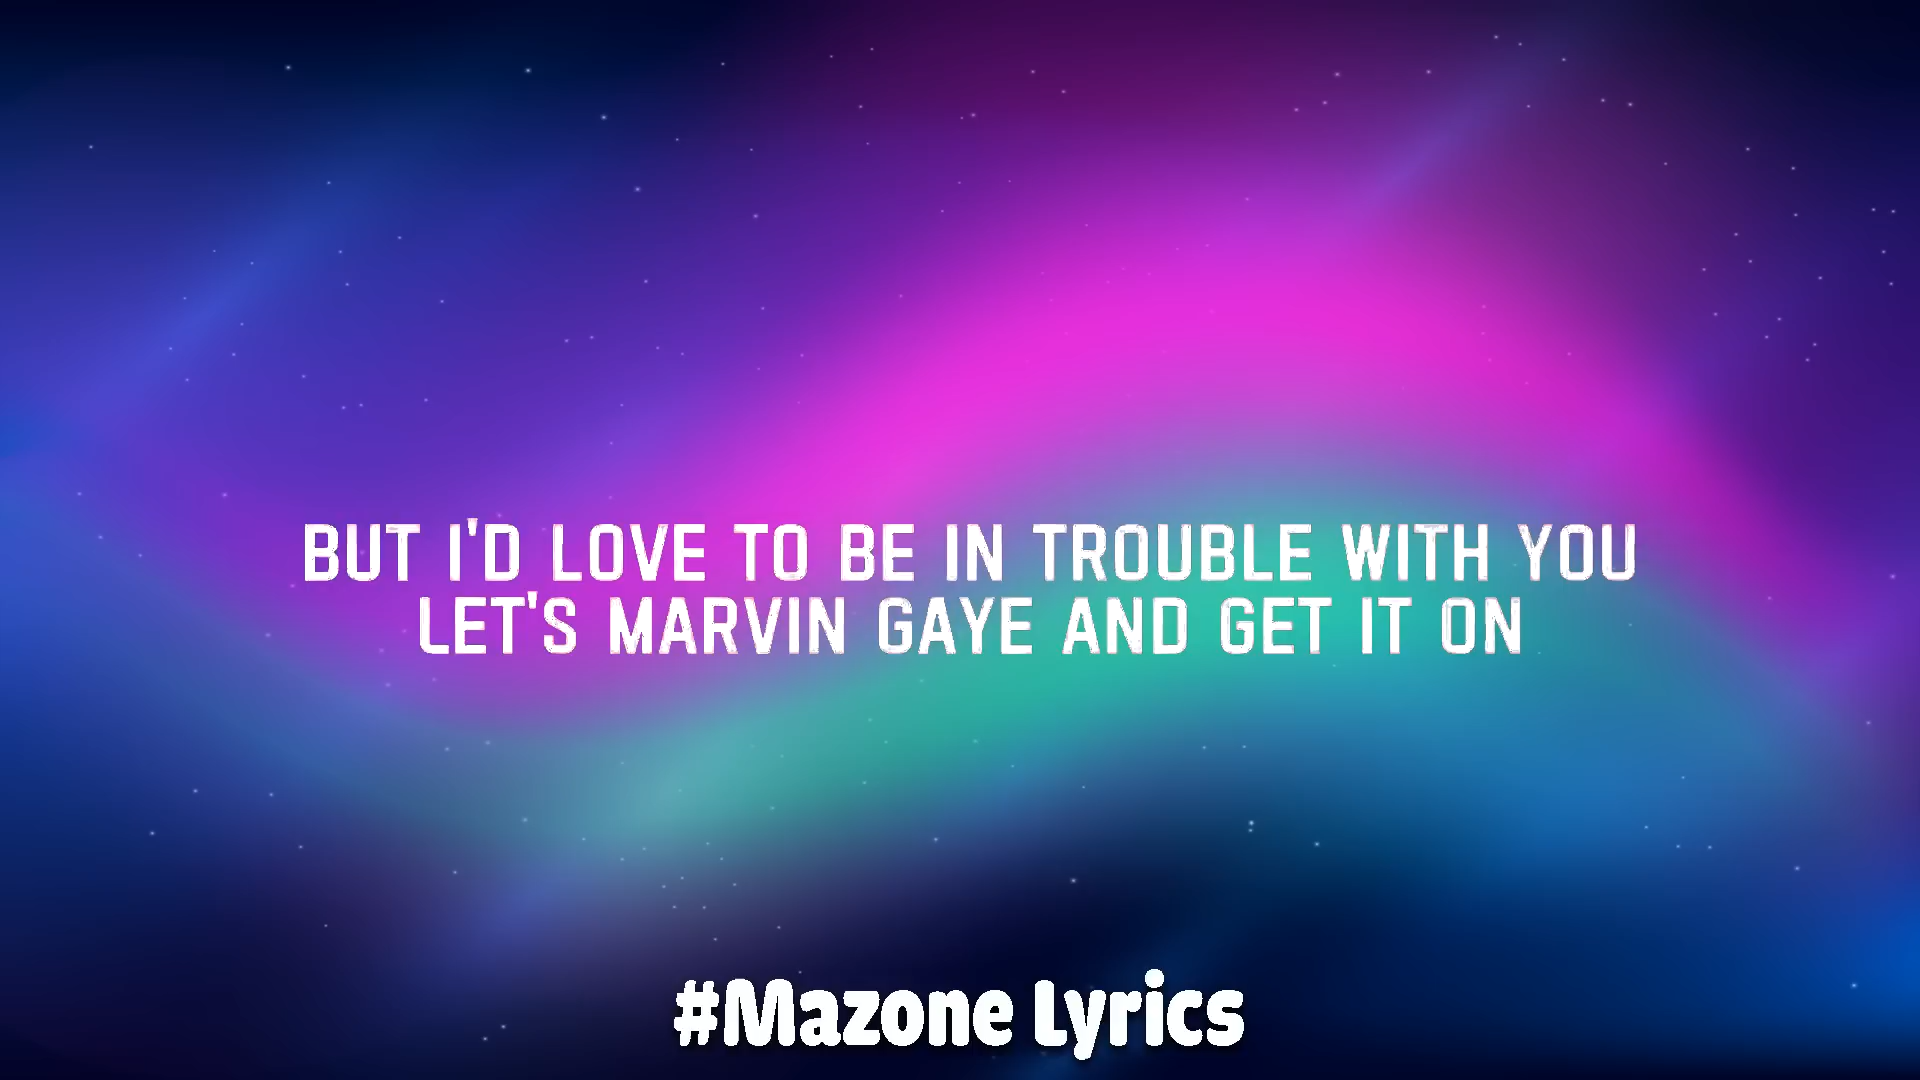 BUT I'D LOVE TO BE IN TROUBLE WITH YOU
LET'S MARVIN GAYE AND GET IT ON
#Mazone Lyrics